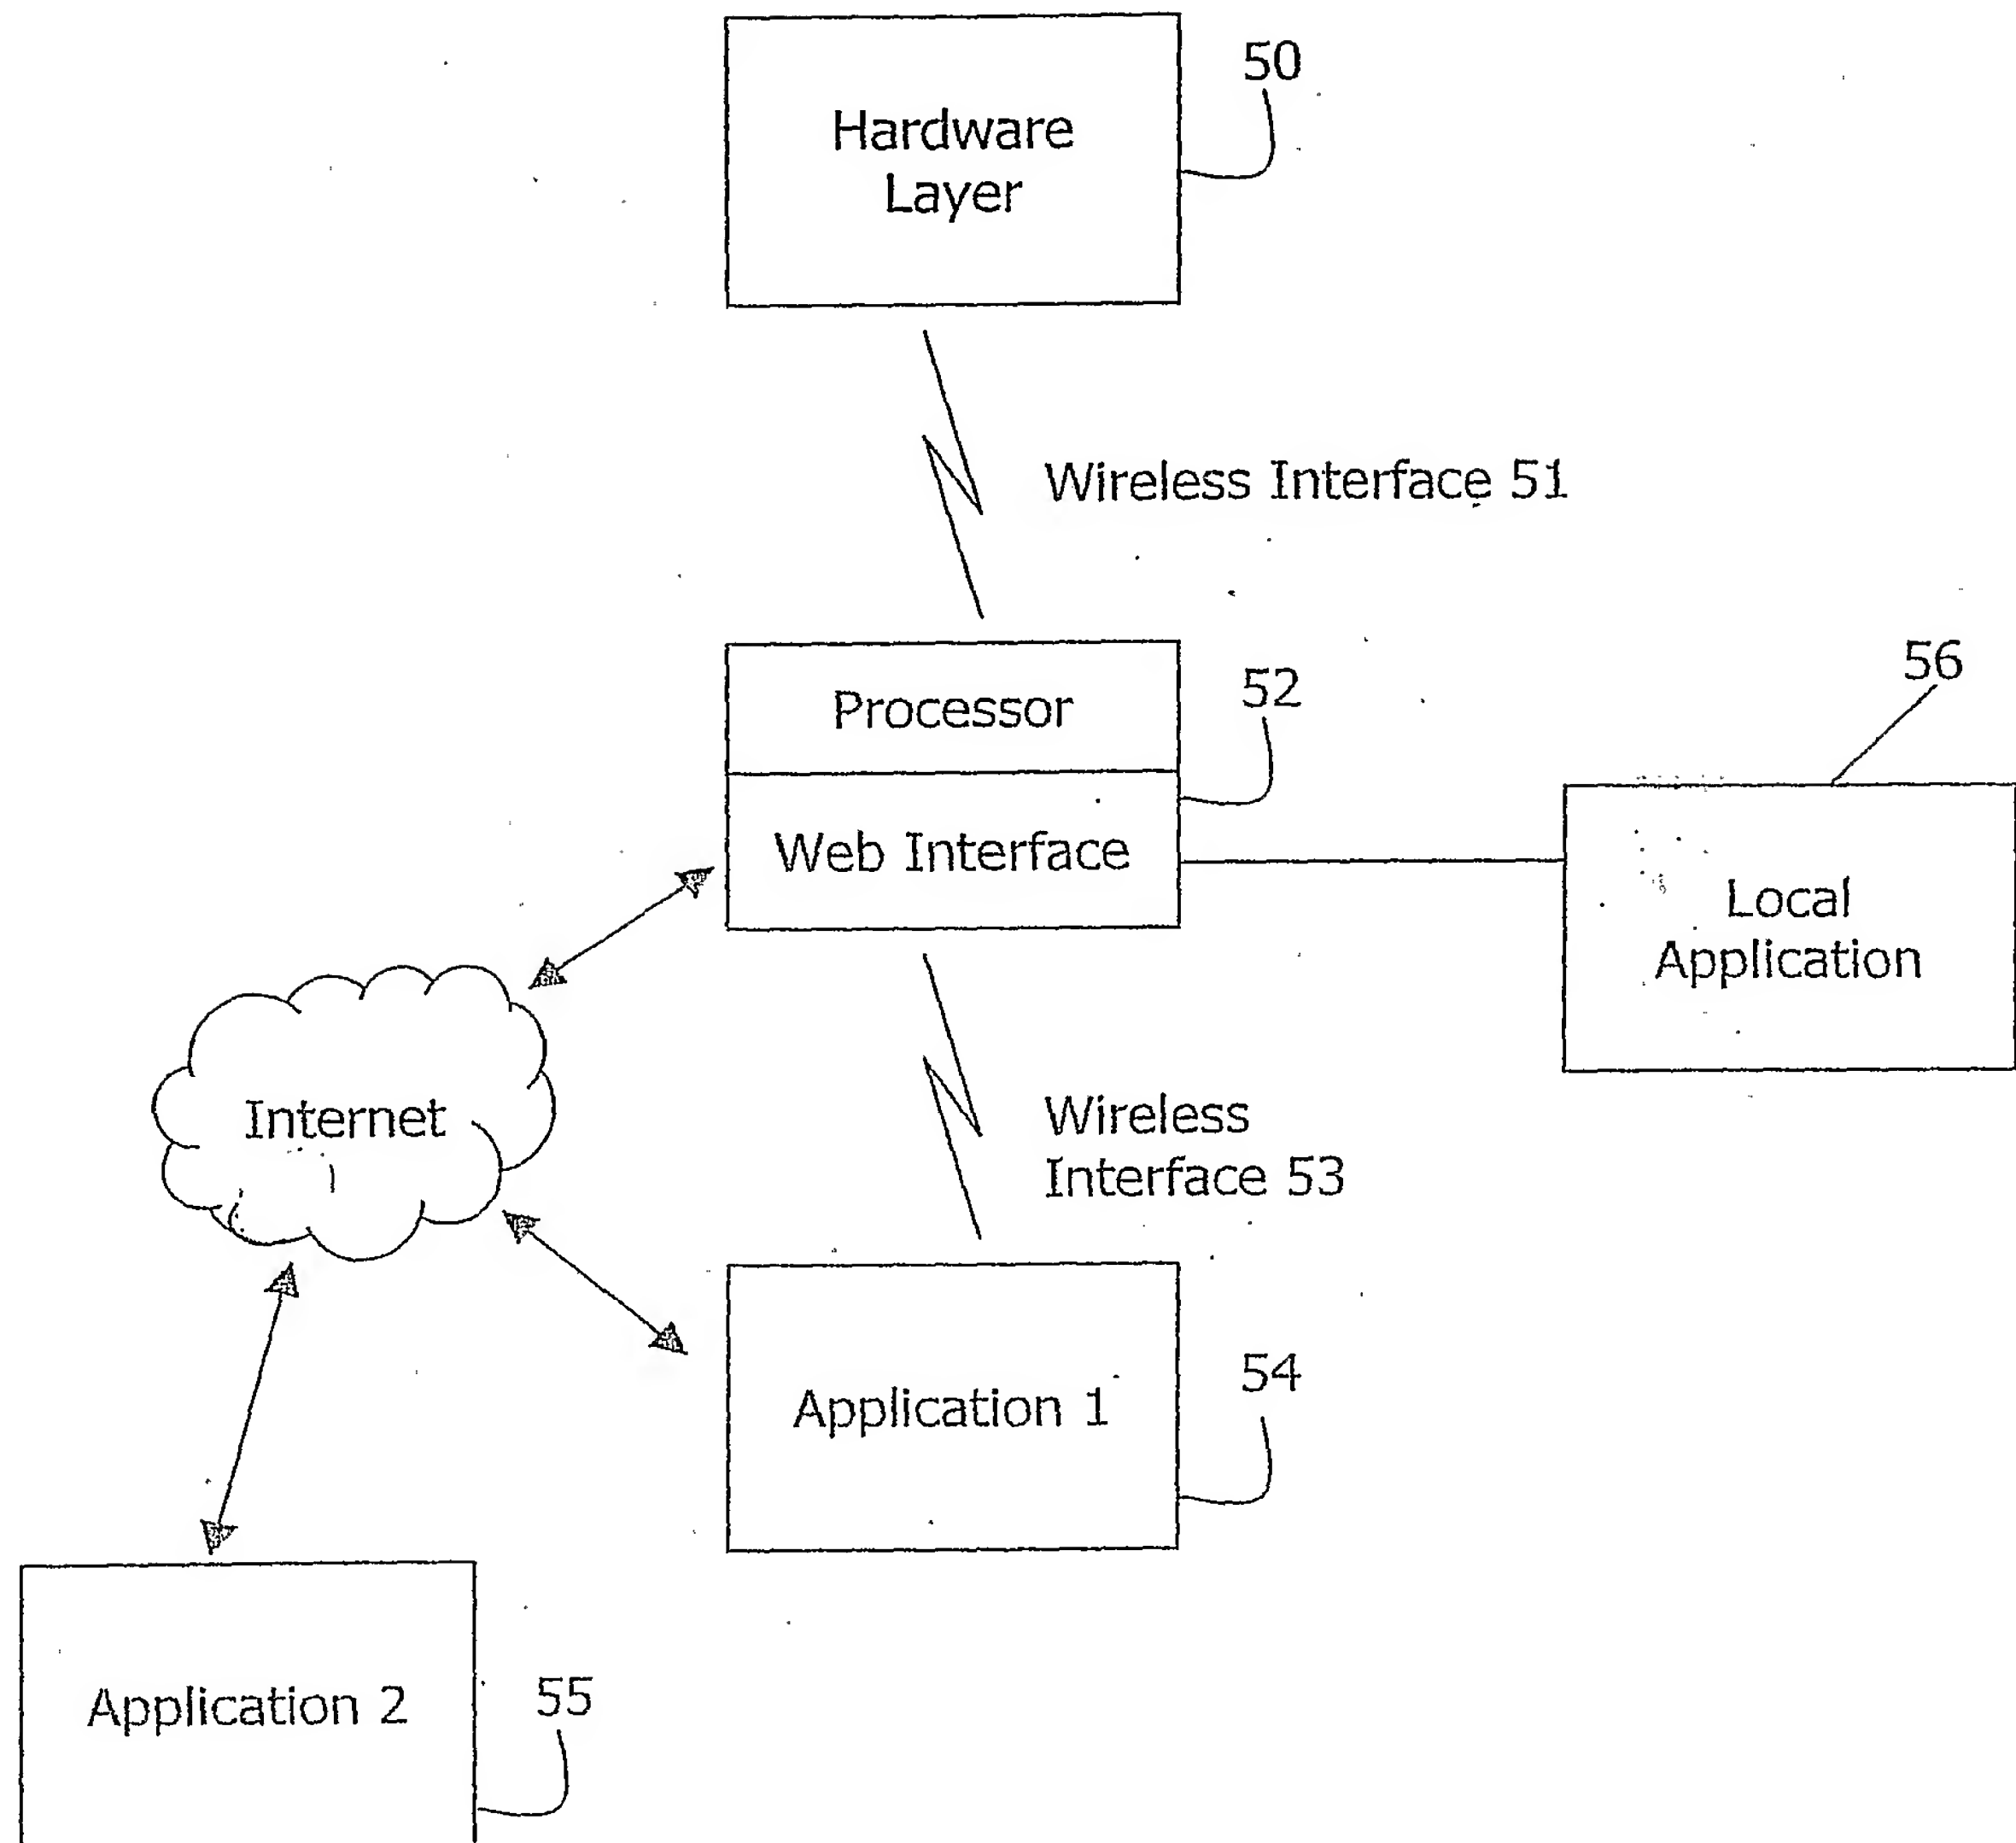 50
Hardware
Layer
Wireless Interface 51
Processor
52
56
Web Interface
Local
Application
Internet
Wireless
Interface 53
Application 1
54
Application 2
55